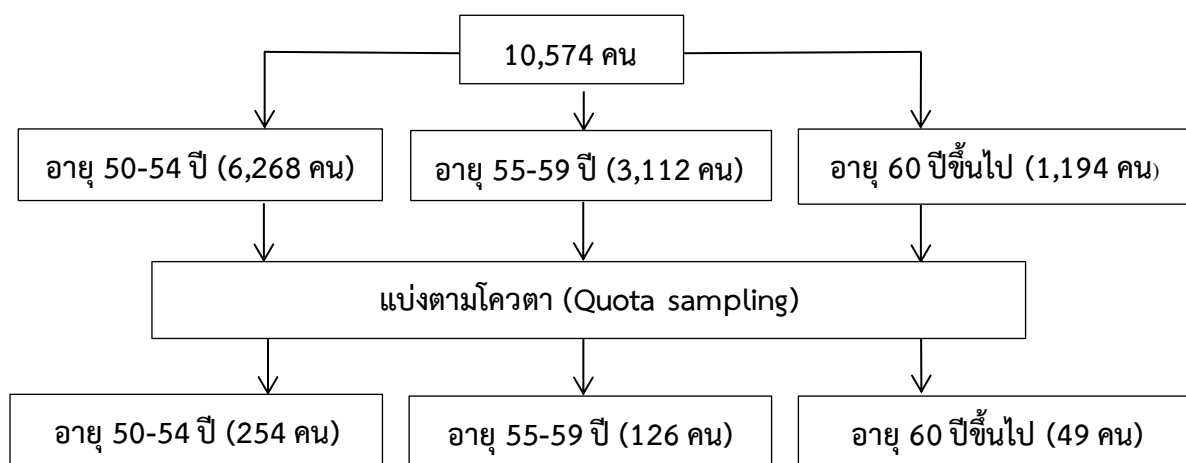 10,574 คน
อายุ 50-54 ปี (6,268 คน)
อายุ 55-59 ปี (3,112 คน)
อายุ 60 ปีขึ้นไป (1,194 คน)
แบ่งตามโควตา (Quota sampling)
อายุ 50-54 ปี (254 คน)
อายุ 55-59 ปี (126 คน)
อายุ 60 ปีขึ้นไป (49 คน)